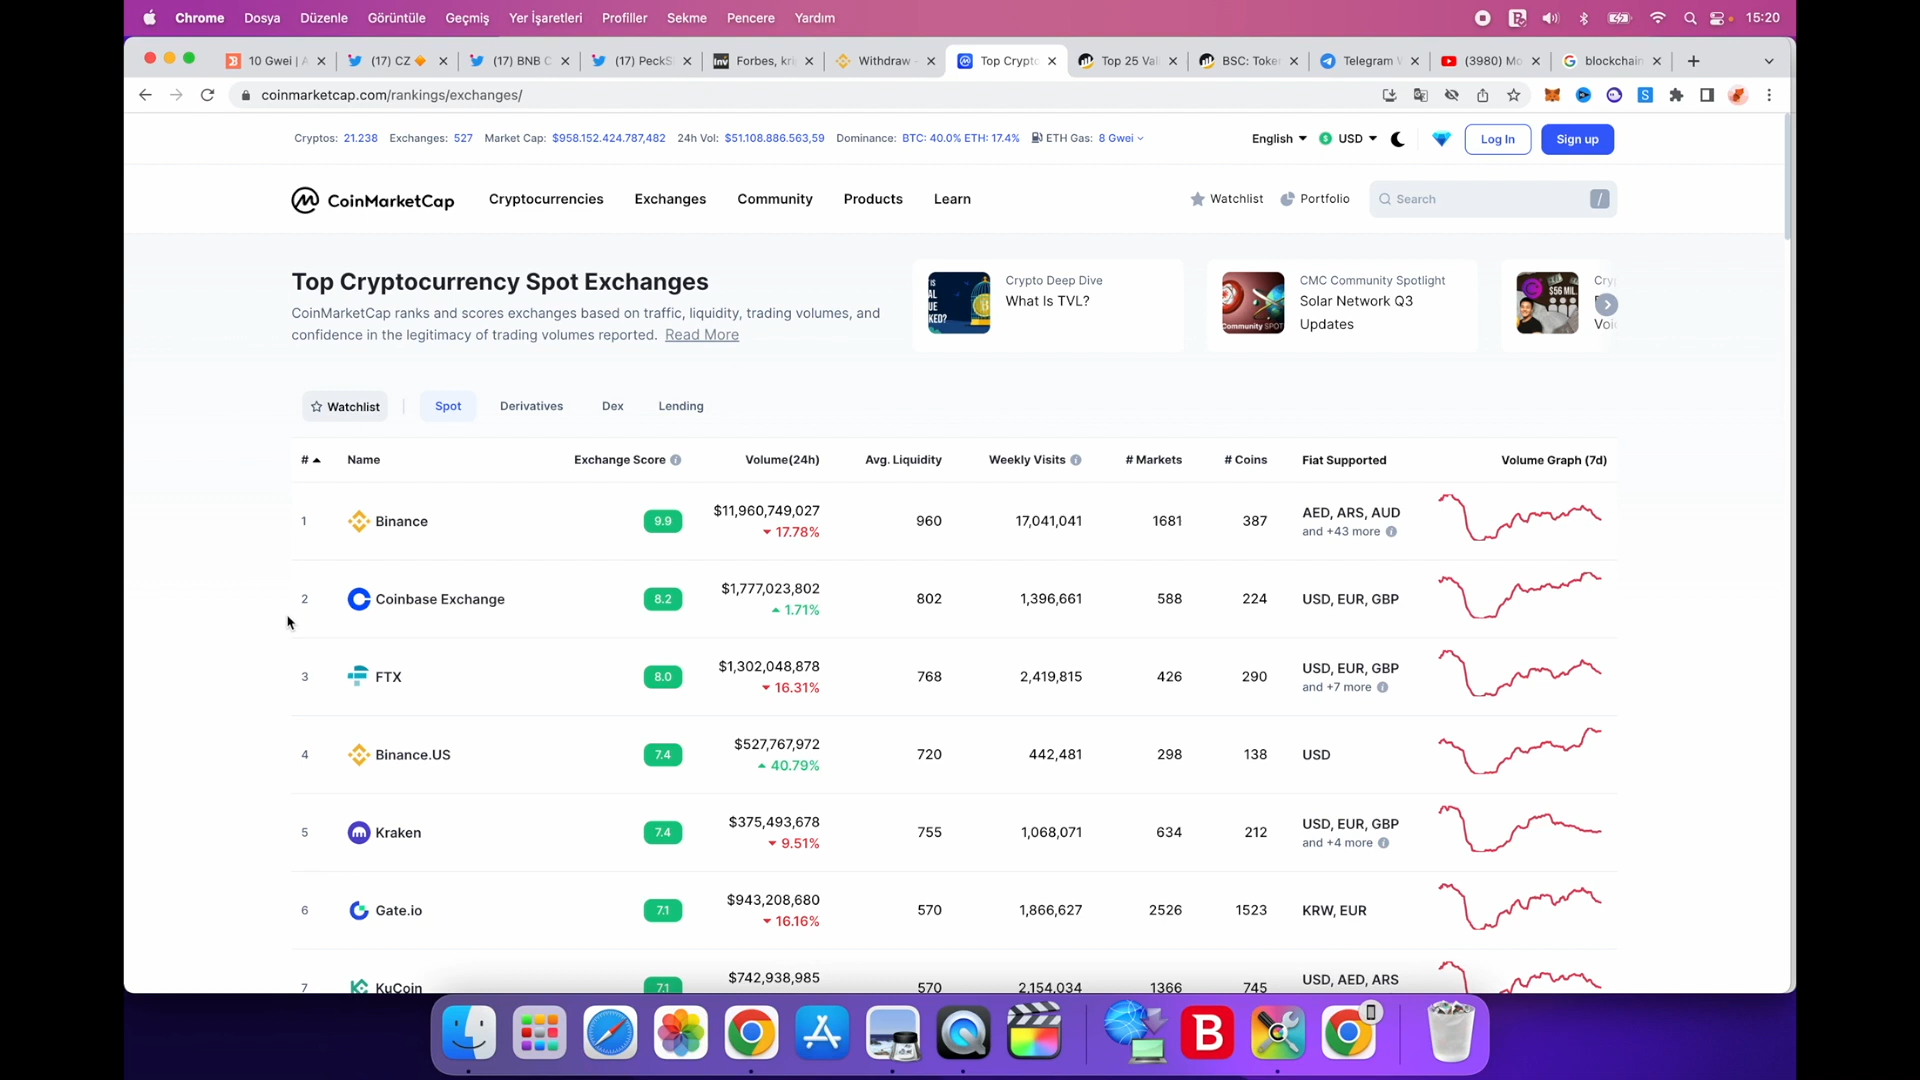 Chrome Dosya Düzenle Görüntüle Geçmiş Yer İşaretleri Profiller Sekme Pencere Yardım 15:20
10 Gwei | (17) CZ (17) BNB C (17) PeckS Forbes, kri Withdraw - Top Crypto Top 25 Val BSC: Token Telegram (3980) Mo blockchain
coinmarketcap.com/rankings/exchanges/
Cryptos: 21.238 Exchanges: 527 Market Cap: $958.152.424.787,482 24h Vol: $51.108.886.563,59 Dominance: BTC: 40.0% ETH: 17.4% ETH Gas: 8 Gwei English USD Log In Sign up
CoinMarketCap Cryptocurrencies Exchanges Community Products Learn Watchlist Portfolio Search /
Top Cryptocurrency Spot Exchanges
CoinMarketCap ranks and scores exchanges based on traffic, liquidity, trading volumes, and
confidence in the legitimacy of trading volumes reported. Read More
Crypto Deep Dive
What Is TVL?
CMC Community Spotlight
Solar Network Q3
Updates
$56 MIL.
Watchlist Spot Derivatives Dex Lending
# Name Exchange Score Volume(24h) Avg. Liquidity Weekly Visits # Markets # Coins Fiat Supported Volume Graph (7d)
1 Binance 9.9 $11,960,749,027 960 17,041,041 1681 387 AED, ARS, AUD
17.78% and +43 more
2 Coinbase Exchange 8.2 $1,777,023,802 802 1,396,661 588 224 USD, EUR, GBP
1.71%
3 FTX 8.0 $1,302,048,878 768 2,419,815 426 290 USD, EUR, GBP
16.31% and +7 more
4 Binance.US 7.4 $527,767,972 720 442,481 298 138 USD
40.79%
5 Kraken 7.4 $375,493,678 755 1,068,071 634 212 USD, EUR, GBP
9.51% and +4 more
6 Gate.io 7.1 $943,208,680 570 1,866,627 2526 1523 KRW, EUR
16.16%
7 KuCoin 7.1 $742,938,985 570 2,154,034 1366 745 USD, AED, ARS